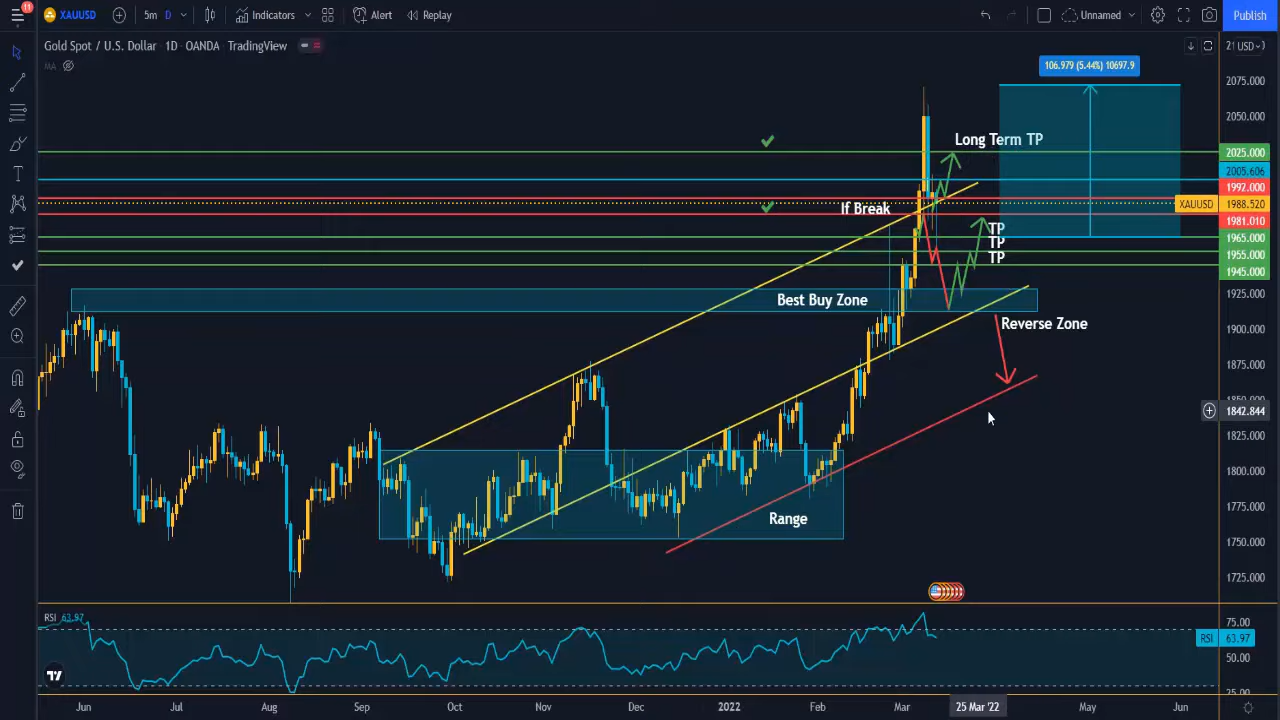 11
XAUUSD 5m D Indicators Alert Replay Unnamed Publish
Gold Spot / U.S. Dollar 1D OANDA TradingView
MA
USD
106.979 (5.44%) 10697.9
2075.000
2050.000
Long Term TP
2025.000
2005.606
1992.000
XAUUSD 1988.520
If Break
1981.010
TP
1965.000
TP
1955.000
TP
1945.000
1925.000
Best Buy Zone
Reverse Zone
1900.000
1875.000
1842.844
1825.000
1800.000
1775.000
Range
1750.000
1725.000
RSI 63.97
75.00
RSI 63.97
50.00
25.00
Jun Jul Aug Sep Oct Nov Dec 2022 Feb Mar 25 Mar '22 May Jun